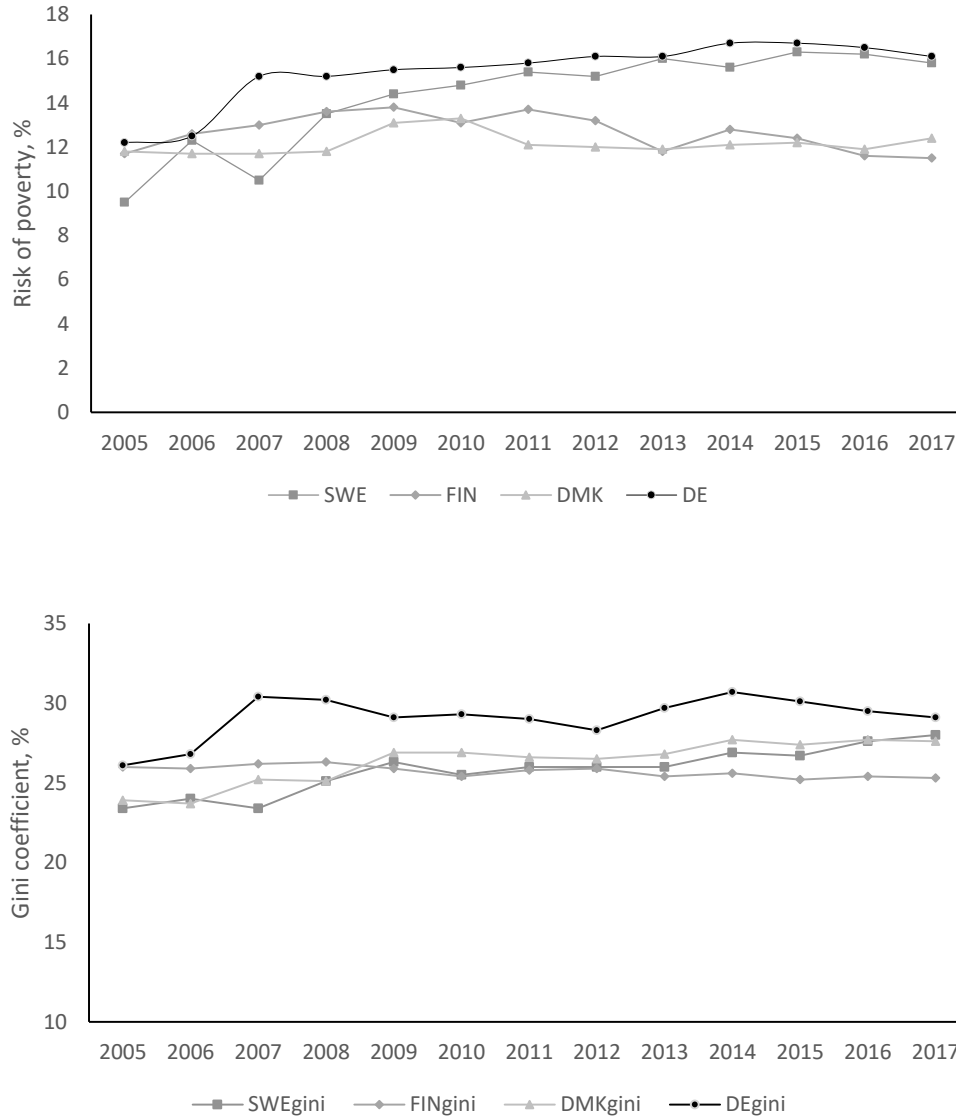 Risk of poverty, %
18
16
14
12
10
8
6
4
2
0
2005 2006 2007 2008 2009 2010 2011 2012 2013 2014 2015 2016 2017
SWE FIN DMK DE
Gini coefficient, %
35
30
25
20
15
10
2005 2006 2007 2008 2009 2010 2011 2012 2013 2014 2015 2016 2017
SWEgini FINgini DMKgini DEgini